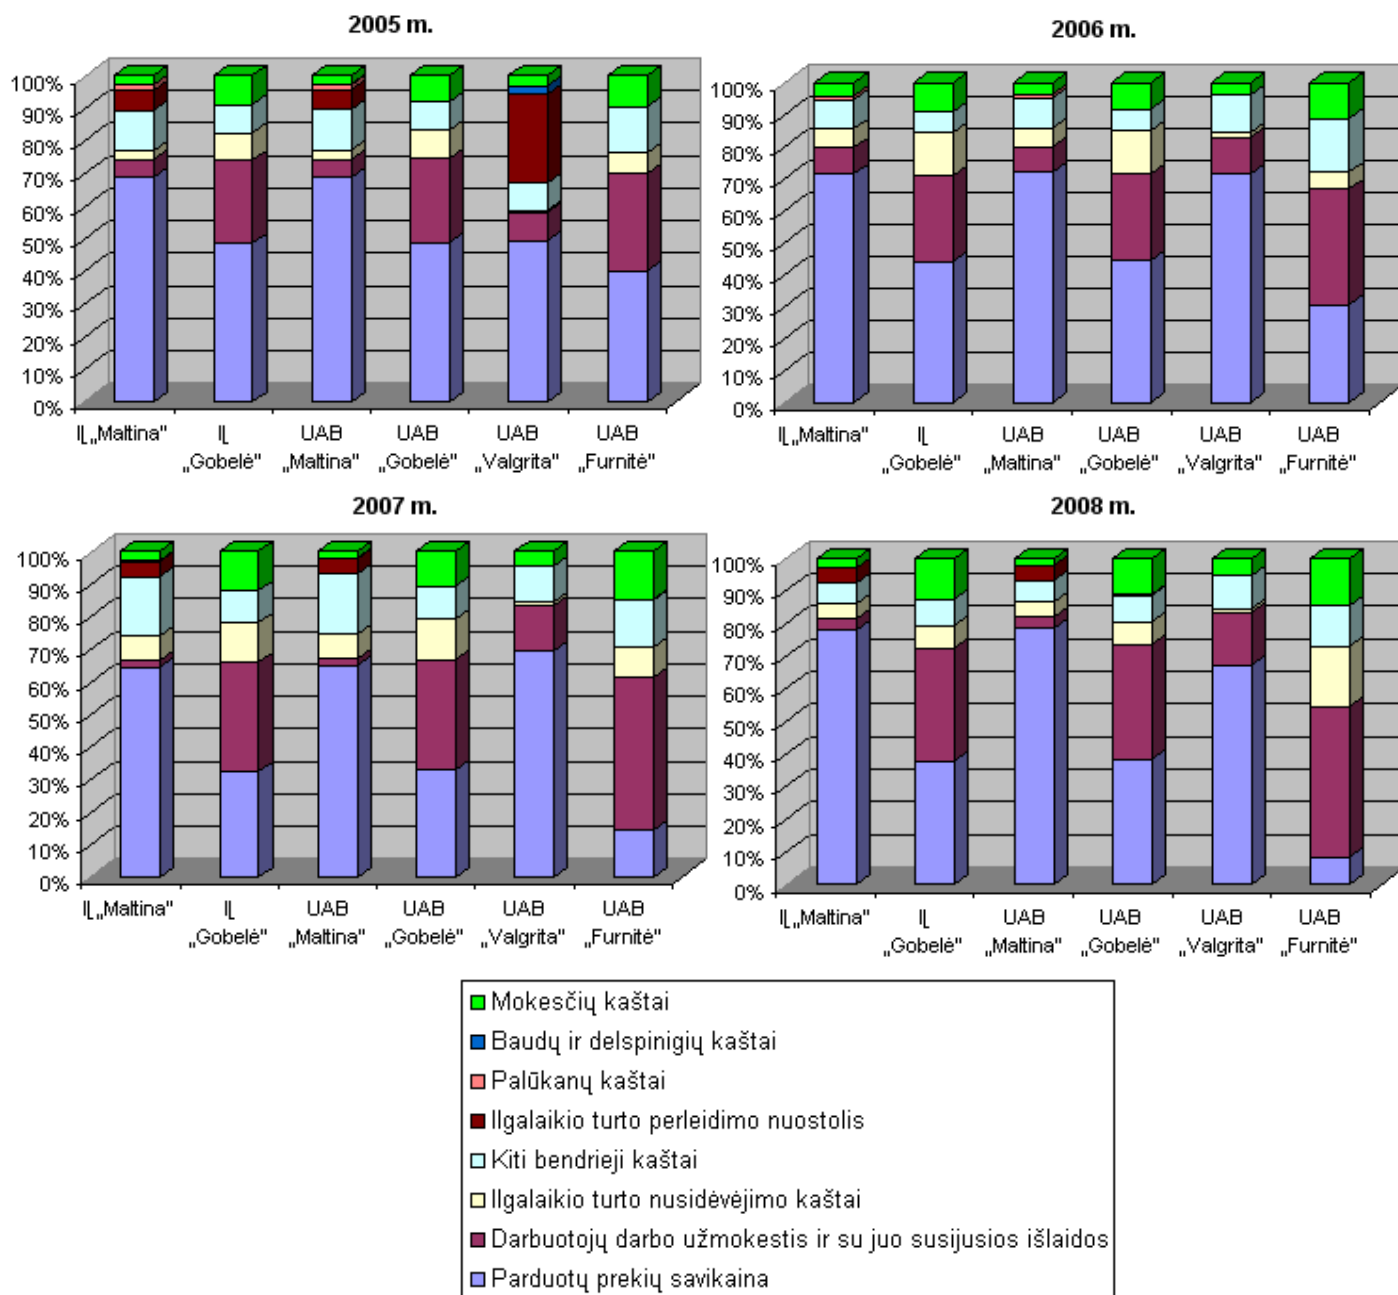 2005 m.
100%
90%
80%
70%
60%
50%
40%
30%
20%
10%
0%
IĮ „Maltina" IĮ UAB UAB UAB UAB
„Gobelė" „Maltina" „Gobelė" „Valgrita" „Furnitė"
2006 m.
100%
90%
80%
70%
60%
50%
40%
30%
20%
10%
0%
IĮ „Maltina" IĮ UAB UAB UAB UAB
„Gobelė" „Maltina" „Gobelė" „Valgrita" „Furnitė"
2007 m.
100%
90%
80%
70%
60%
50%
40%
30%
20%
10%
0%
IĮ „Maltina" IĮ UAB UAB UAB UAB
„Gobelė" „Maltina" „Gobelė" „Valgrita" „Furnitė"
2008 m.
100%
90%
80%
70%
60%
50%
40%
30%
20%
10%
0%
IĮ „Maltina" IĮ UAB UAB UAB UAB
„Gobelė" „Maltina" „Gobelė" „Valgrita" „Furnitė"
Mokesčių kaštai
Baudų ir delspinigių kaštai
Palūkanų kaštai
Ilgalaikio turto perleidimo nuostolis
Kiti bendrieji kaštai
Ilgalaikio turto nusidėvėjimo kaštai
Darbuotojų darbo užmokestis ir su juo susijusios išlaidos
Parduotų prekių savikaina